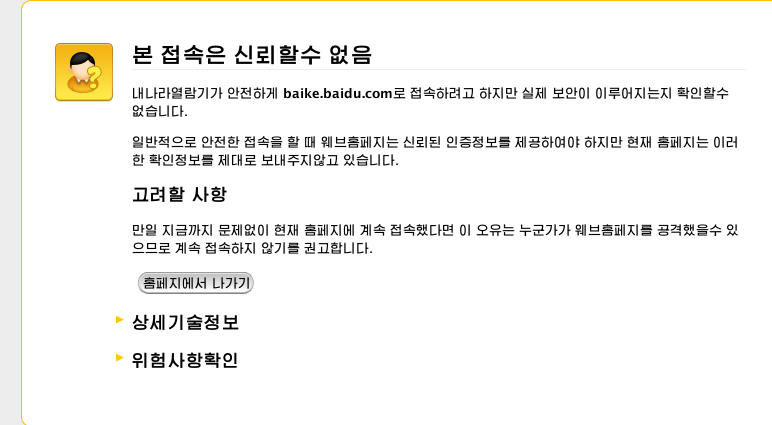 본 접속은 신뢰할수 없음
내나라열람기가 안전하게 baike.baidu.com로 접속하려고 하지만 실제 보안이 이루어지는지 확인할수
없습니다.
일반적으로 안전한 접속을 할 때 웨브홈페지는 신뢰된 인증정보를 제공하여야 하지만 현재 홈페지는 이러
한 확인정보를 제대로 보내주지않고 있습니다.
고려할 사항
만일 지금까지 문제없이 현재 홈페지에 계속 접속했다면 이 오유는 누군가가 웨브홈페지를 공격했을수 있
으므로 계속 접속하지 않기를 권고합니다.
홈페지에서 나가기
상세기술정보
위험사항확인